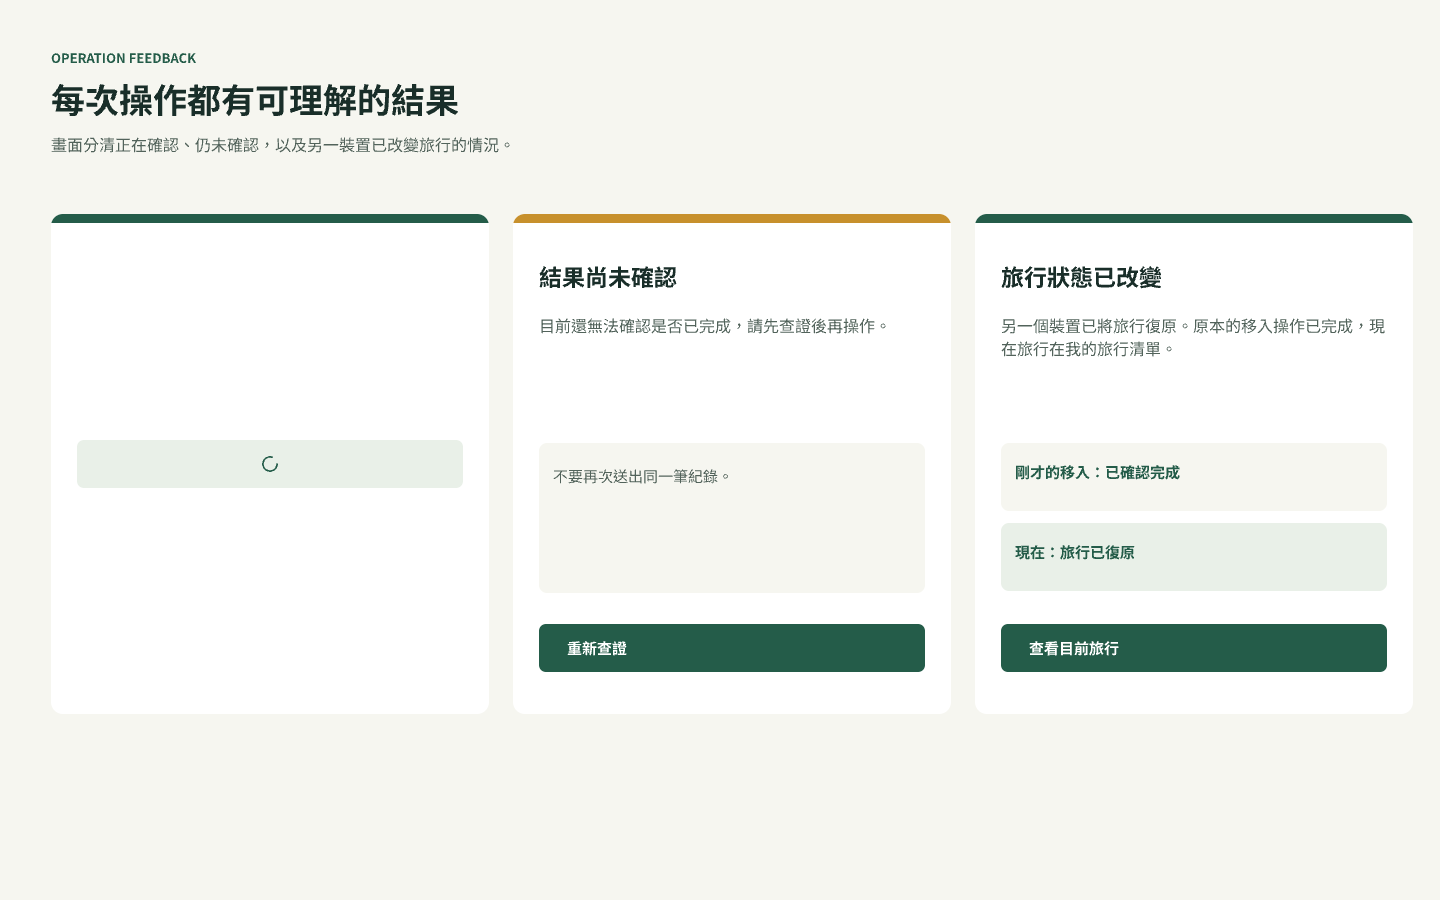 OPERATION FEEDBACK
每次操作都有可理解的結果
畫面分清正在確認、仍未確認，以及另一裝置已改變旅行的情況。
結果尚未確認
目前還無法確認是否已完成，請先查證後再操作。
不要再次送出同一筆紀錄。
重新查證
旅行狀態已改變
另一個裝置已將旅行復原。原本的移入操作已完成，現
在旅行在我的旅行清單。
剛才的移入：已確認完成
現在：旅行已復原
查看目前旅行